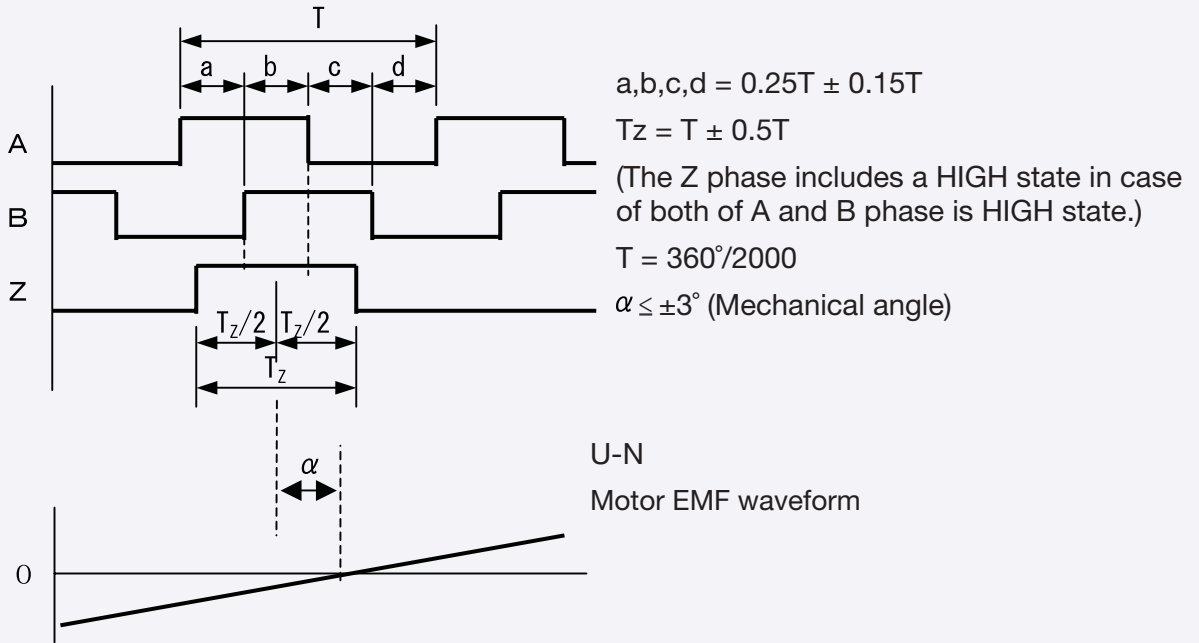 T
a b c d
a,b,c,d = 0.25T ± 0.15T
A
Tz = T ± 0.5T
(The Z phase includes a HIGH state in case
of both of A and B phase is HIGH state.)
B
T = 360°/2000
Z
α ≤ ±3° (Mechanical angle)
Tz/2 Tz/2
Tz
U-N
α
Motor EMF waveform
0